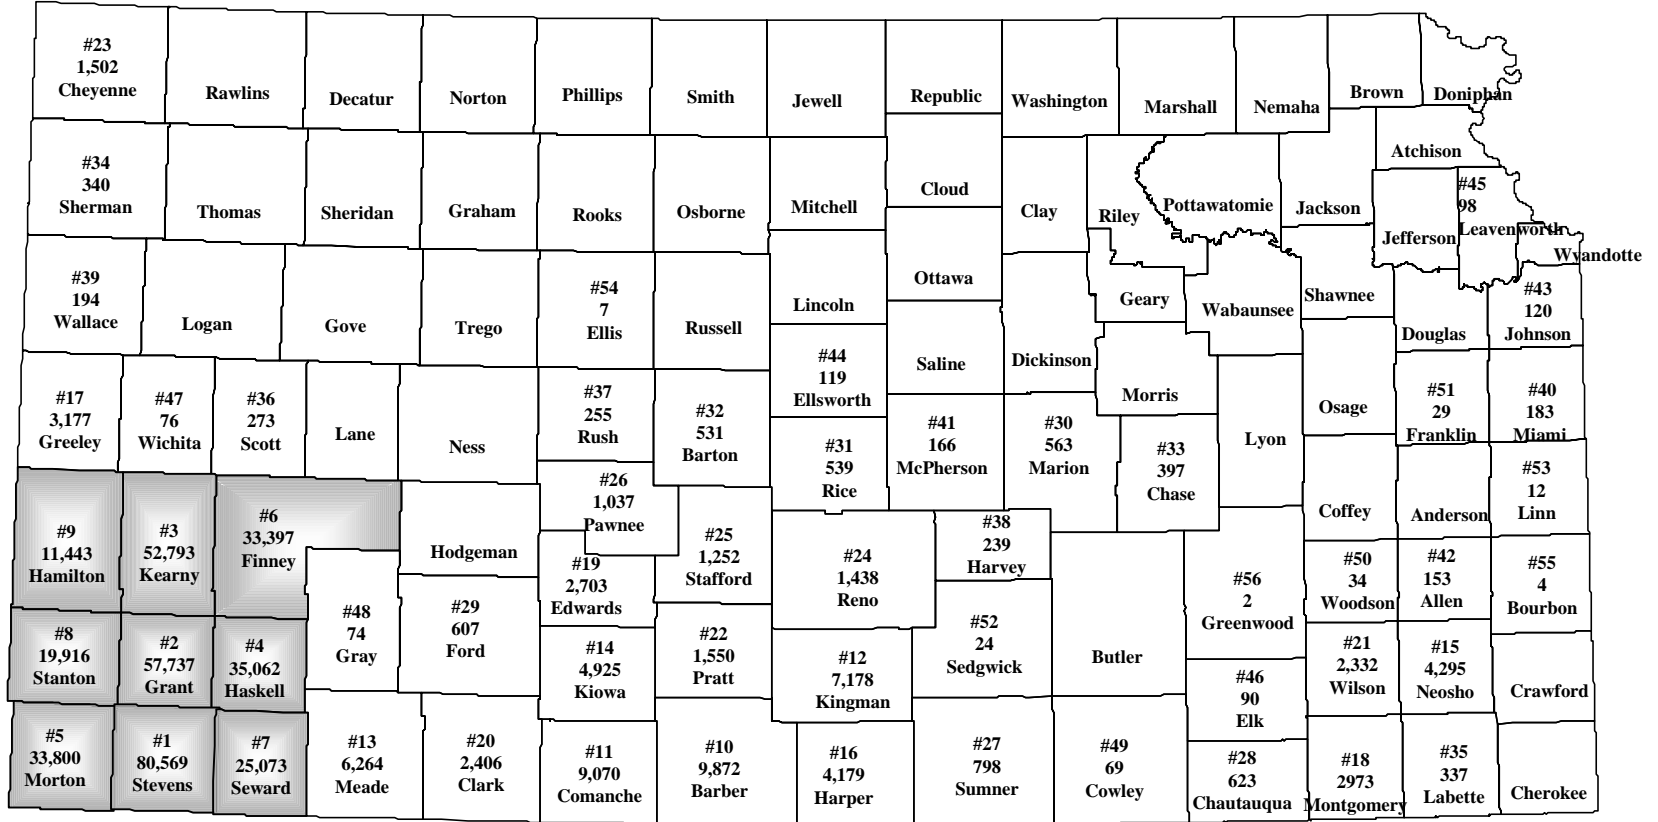 #23
1,502
Cheyenne
Rawlins
Decatur
Norton
Phillips
Smith
Jewell
Republic
Washington
Marshall
Nemaha
Brown
Doniphan
#34
340
Sherman
Thomas
Sheridan
Graham
Rooks
Osborne
Mitchell
Cloud
Clay
Riley
Pottawatomie
Jackson
Atchison
Jefferson
#45
98
Leavenworth
Wyandotte
#39
194
Wallace
Logan
Gove
Trego
#54
7
Ellis
Russell
Lincoln
Ottawa
Geary
Wabaunsee
Shawnee
Douglas
#43
120
Johnson
#17
3,177
Greeley
#47
76
Wichita
#36
273
Scott
Lane
Ness
#37
255
Rush
#32
531
Barton
#44
119
Ellsworth
Saline
Dickinson
Morris
Osage
#51
29
Franklin
#40
183
Miami
#31
539
Rice
#41
166
McPherson
#30
563
Marion
#33
397
Chase
Lyon
Coffey
Anderson
#53
12
Linn
#9
11,443
Hamilton
#3
52,793
Kearny
#6
33,397
Finney
Hodgeman
#26
1,037
Pawnee
#19
2,703
Edwards
#25
1,252
Stafford
#24
1,438
Reno
#38
239
Harvey
#56
2
Greenwood
#50
34
Woodson
#42
153
Allen
#55
4
Bourbon
#8
19,916
Stanton
#2
57,737
Grant
#4
35,062
Haskell
#48
74
Gray
#29
607
Ford
#14
4,925
Kiowa
#22
1,550
Pratt
#12
7,178
Kingman
#52
24
Sedgwick
Butler
#46
90
Elk
#21
2,332
Wilson
#15
4,295
Neosho
Crawford
#5
33,800
Morton
#1
80,569
Stevens
#7
25,073
Seward
#13
6,264
Meade
#20
2,406
Clark
#11
9,070
Comanche
#10
9,872
Barber
#16
4,179
Harper
#27
798
Sumner
#49
69
Cowley
#28
623
Chautauqua
#18
2973
Montgomery
#35
337
Labette
Cherokee